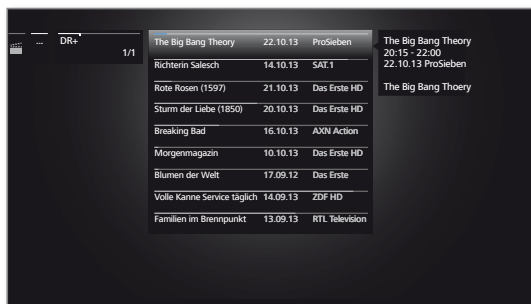 ...
DR+
1/1
The Big Bang Theory 22.10.13 ProSieben
Richterin Salesch 14.10.13 SAT.1
Rote Rosen (1597) 21.10.13 Das Erste HD
Sturm der Liebe (1850) 20.10.13 Das Erste HD
Breaking Bad 16.10.13 AXN Action
Morgenmagazin 10.10.13 Das Erste HD
Blumen der Welt 17.09.12 Das Erste
Volle Kanne Service täglich 14.09.13 ZDF HD
Familien im Brennpunkt 13.09.13 RTL Television
The Big Bang Theory
20:15 - 22:00
22.10.13 ProSieben
The Big Bang Thoery